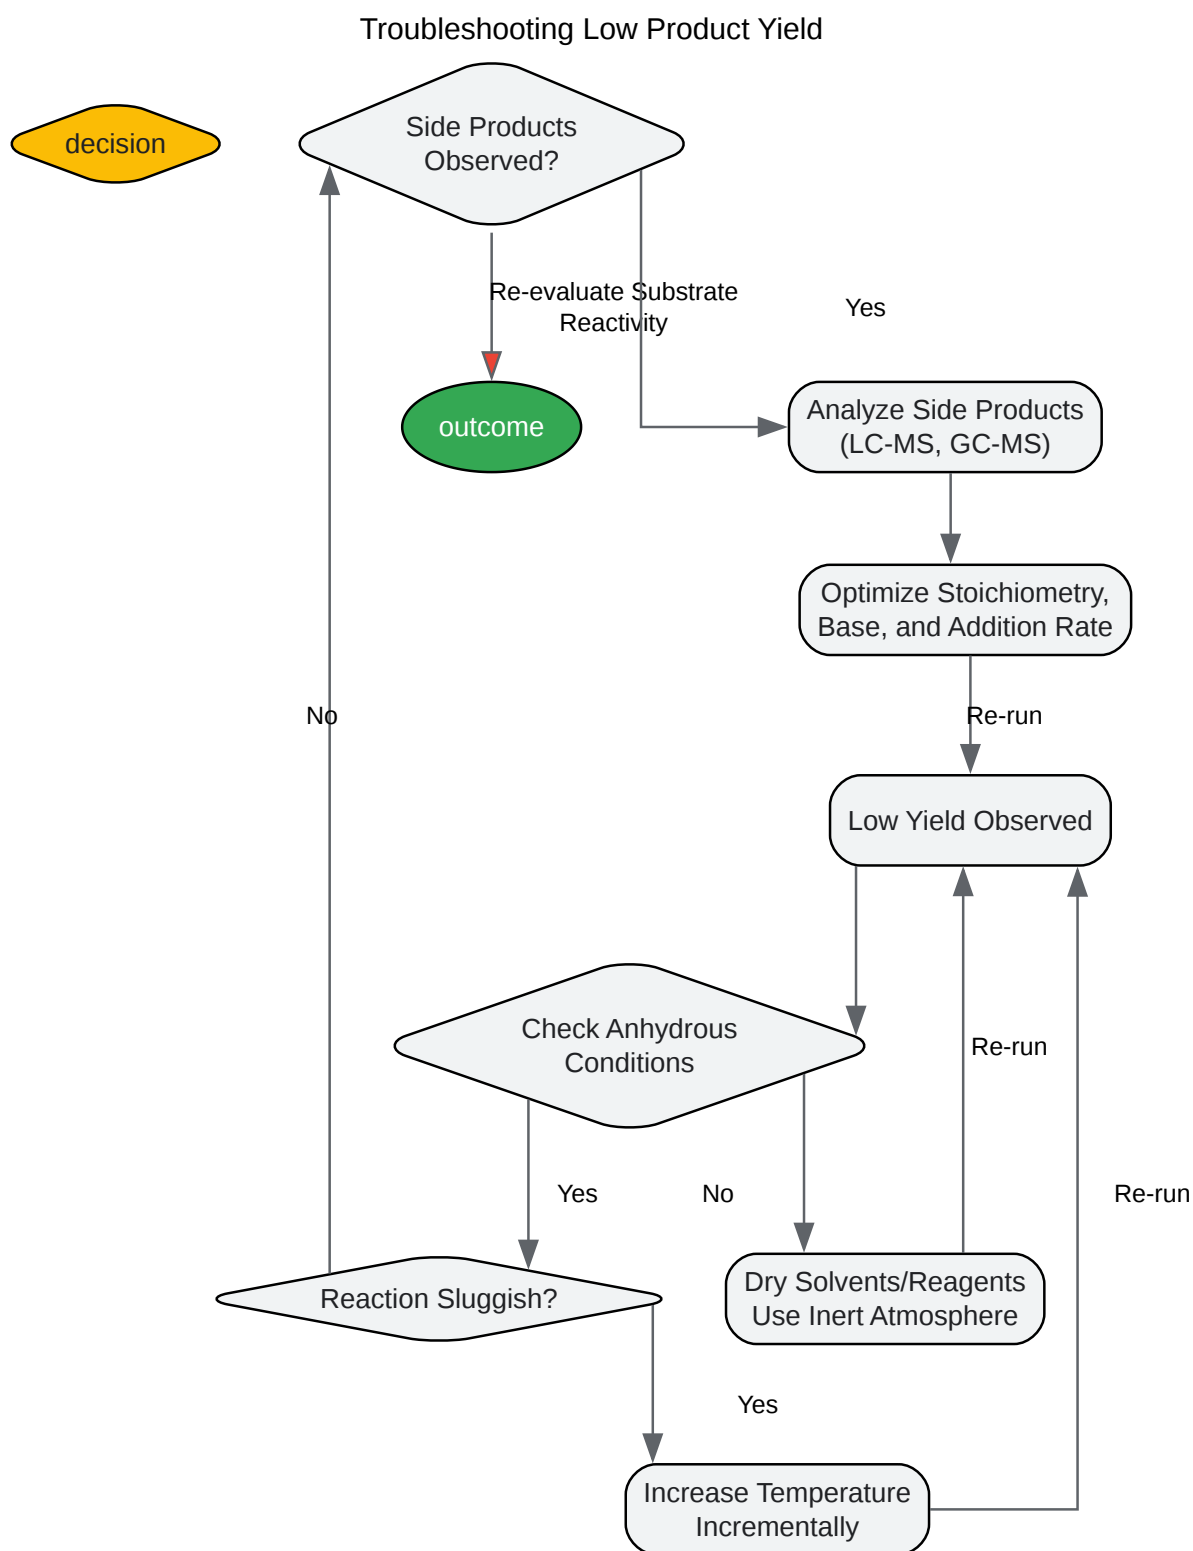 Troubleshooting Low Product Yield
decision
Side Products
Observed?
Re-evaluate Substrate
Reactivity
Yes
outcome
Analyze Side Products
(LC-MS, GC-MS)
Optimize Stoichiometry,
Base, and Addition Rate
No
Re-run
Low Yield Observed
Check Anhydrous
Conditions
Re-run
Yes
No
Re-run
Reaction Sluggish?
Dry Solvents/Reagents
Use Inert Atmosphere
Yes
Increase Temperature
Incrementally